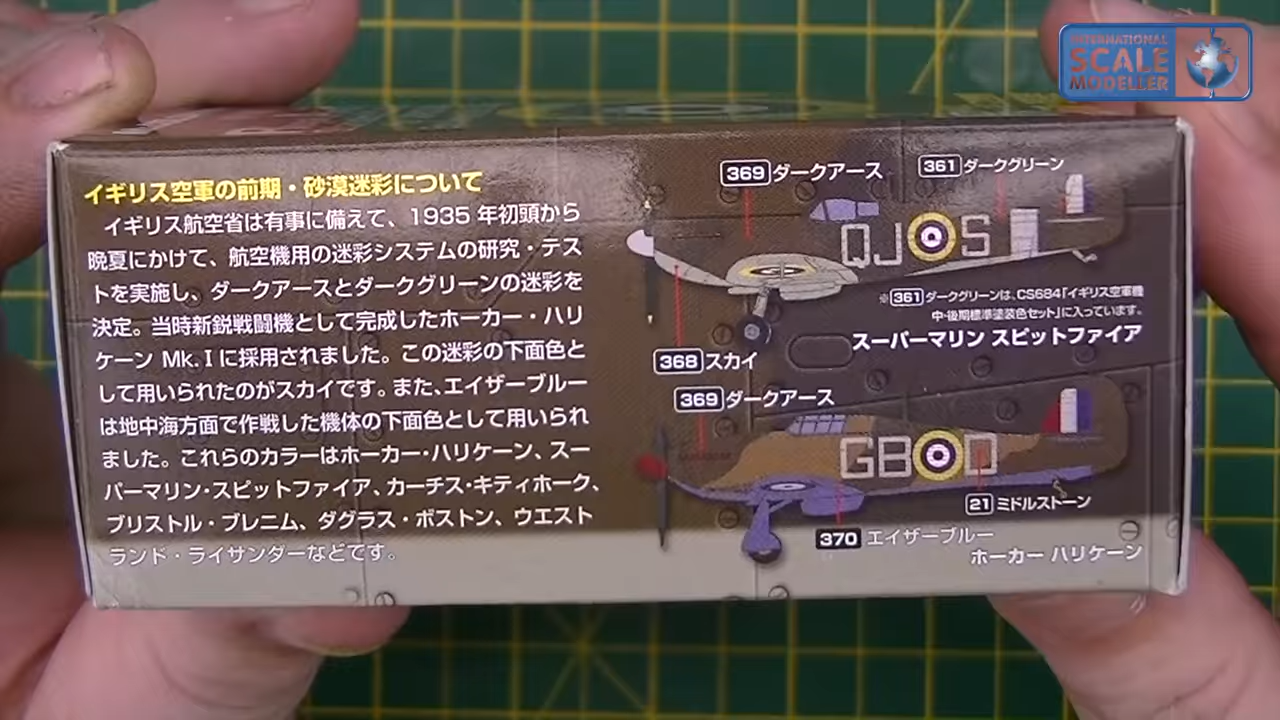 INTERNATIONAL
SCALE
MODELLER
イギリス空軍の前期・砂漠迷彩について
イギリス航空省は有事に備えて、1935 年初頭から
晩夏にかけて、航空機用の迷彩システムの研究・テス
トを実施し、ダークアースとダークグリーンの迷彩を
決定。当時新鋭戦闘機として完成したホーカー・ハリ
ケーン Mk. I に採用されました。この迷彩の下面色と
して用いられたのがスカイです。また、エイザーブルー
は地中海方面で作戦した機体の下面色として用いられ
ました。これらのカラーはホーカー・ハリケーン、スー
パーマリン・スピットファイア、カーチス・キティホーク、
ブリストル・ブレニム、ダグラス・ボストン、ウエスト
ランド・ライサンダーなどです。
369 ダークアース
361 ダークグリーン
QJ S
※361 ダークグリーンは、CS684「イギリス空軍機
中・後期標準塗装色セット」に入っています。
スーパーマリン スピットファイア
368 スカイ
369 ダークアース
GB D
21 ミドルストーン
370 エイザーブルー
ホーカー ハリケーン